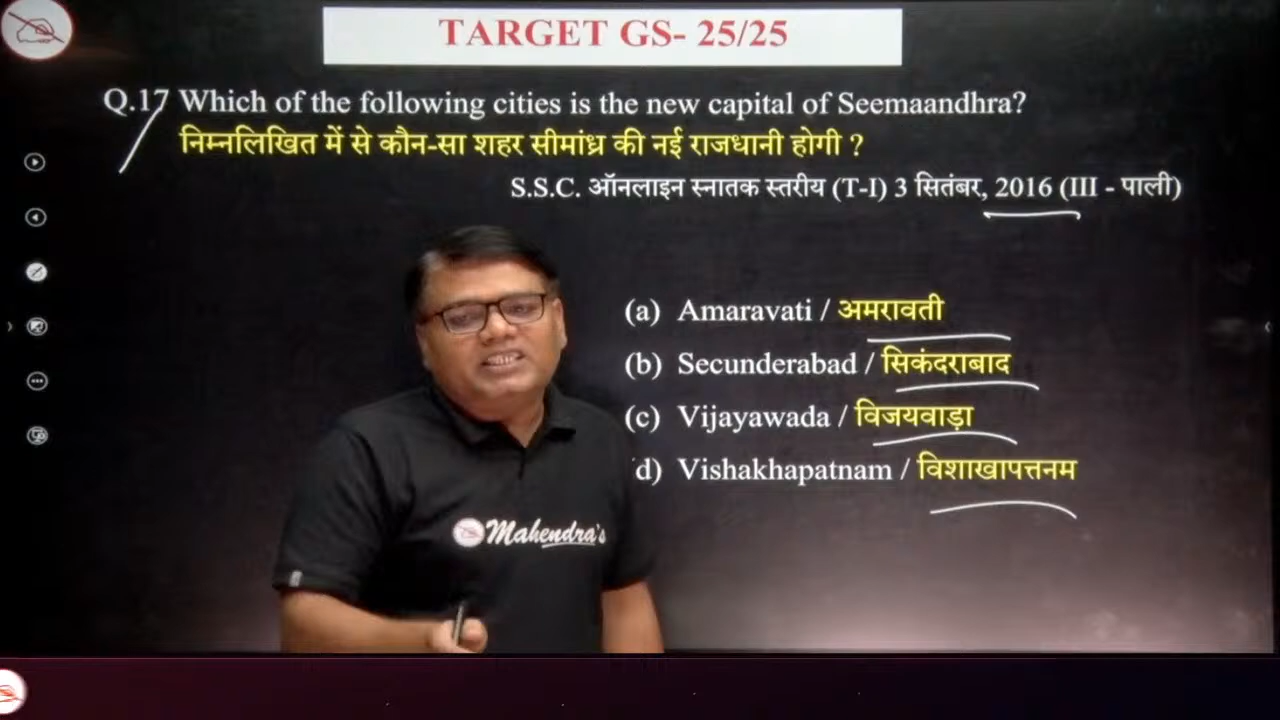 TARGET GS- 25/25
Q.17 Which of the following cities is the new capital of Seemaandhra?
निम्नलिखित में से कौन-सा शहर सीमांध्र की नई राजधानी होगी ?
S.S.C. ऑनलाइन स्नातक स्तरीय (T-I) 3 सितंबर, 2016 (III - पाली)
(a) Amaravati / अमरावती
(b) Secunderabad / सिकंदराबाद
(c) Vijayawada / विजयवाड़ा
d) Vishakhapatnam / विशाखापत्तनम
Mahendra's